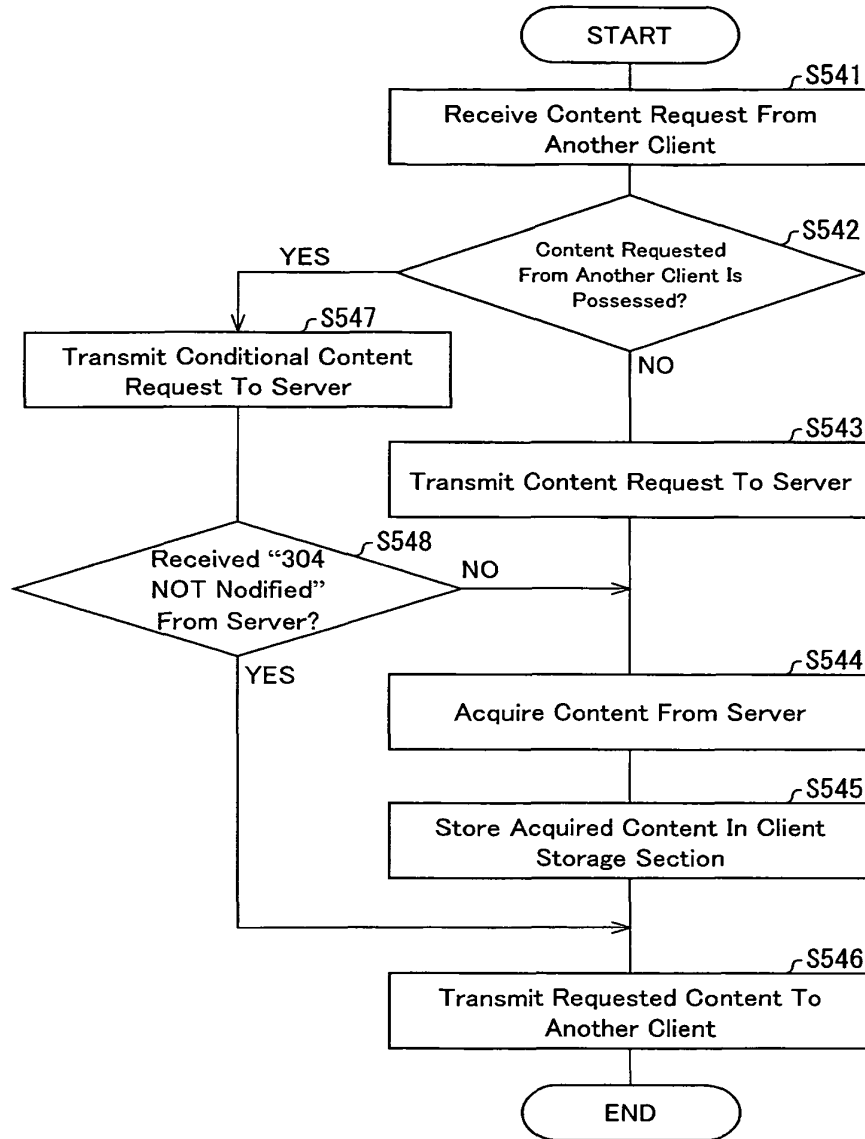 START
S541
Receive Content Request From
Another Client
S542
Content Requested
From Another Client Is
Possessed?
YES
NO
S547
Transmit Conditional Content
Request To Server
S543
Transmit Content Request To Server
S548
Received “304
NOT Nodified”
From Server?
NO
YES
S544
Acquire Content From Server
S545
Store Acquired Content In Client
Storage Section
S546
Transmit Requested Content To
Another Client
END